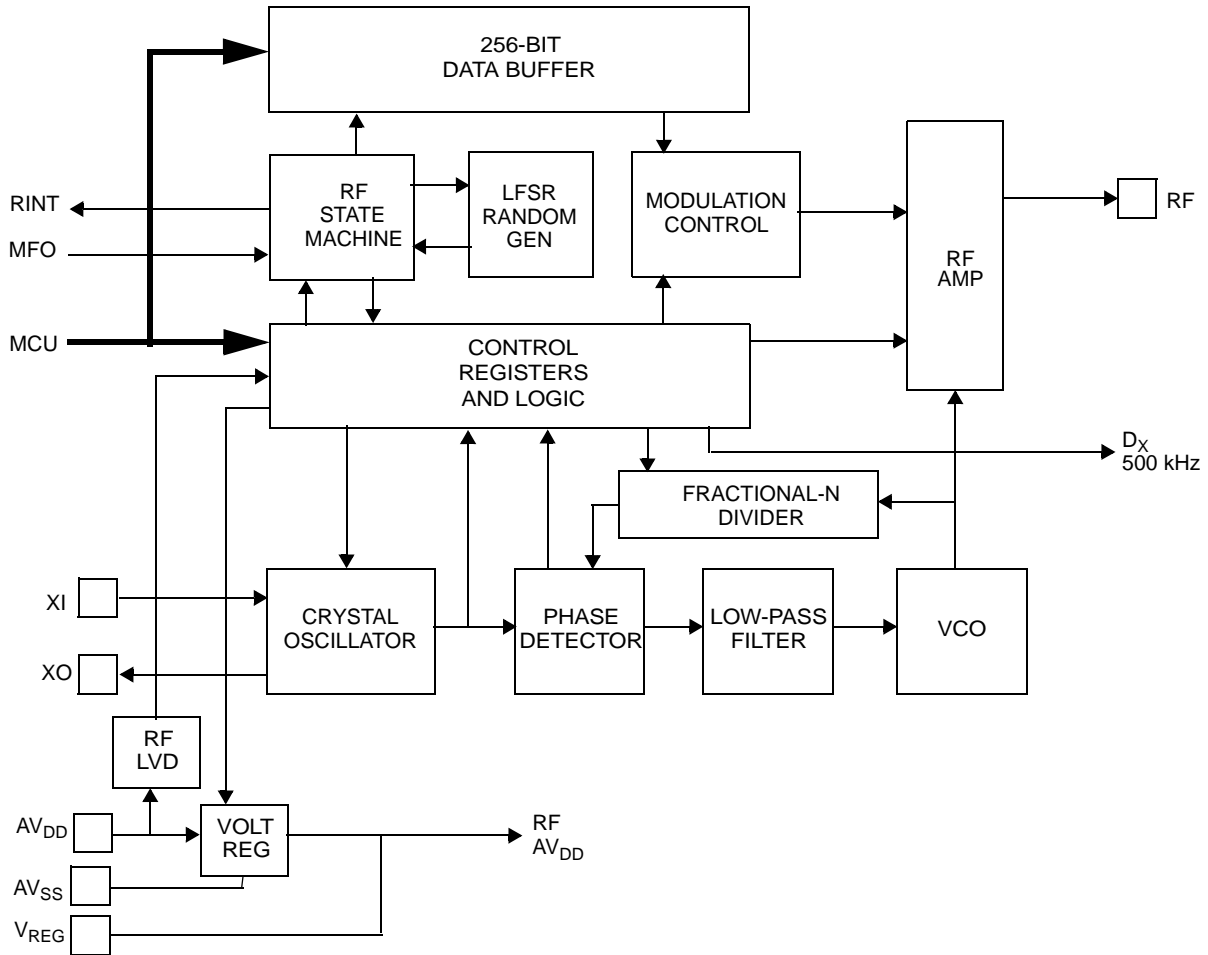 256-BIT
DATA BUFFER
RF
STATE
MACHINE
LFSR
RANDOM
GEN
MODULATION
CONTROL
RF
AMP
RF
RINT
MFO
MCU
CONTROL
REGISTERS
AND LOGIC
DX
500 kHz
FRACTIONAL-N
DIVIDER
XI
XO
CRYSTAL
OSCILLATOR
PHASE
DETECTOR
LOW-PASS
FILTER
VCO
RF
LVD
AVDD
VOLT
REG
RF
AVDD
AVSS
VREG